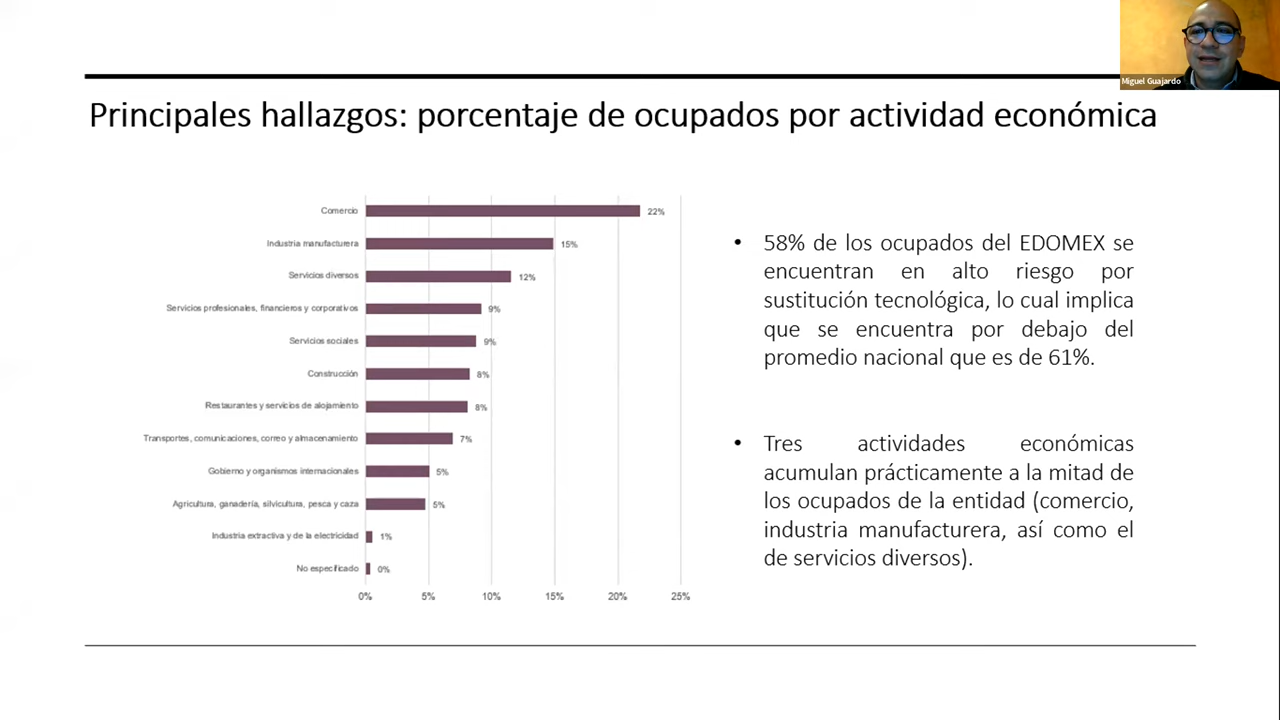 Miguel Guajardo
Principales hallazgos: porcentaje de ocupados por actividad económica
Comercio
22%
Industria manufacturera
15%
Servicios diversos
12%
Servicios profesionales, financieros y corporativos
9%
Servicios sociales
9%
Construcción
8%
Restaurantes y servicios de alojamiento
8%
Transportes, comunicaciones, correo y almacenamiento
7%
Gobierno y organismos internacionales
5%
Agricultura, ganadería, silvicultura, pesca y caza
5%
Industria extractiva y de la electricidad
1%
No especificado
0%
0% 5% 10% 15% 20% 25%
• 58% de los ocupados del EDOMEX se
encuentran en alto riesgo por
sustitución tecnológica, lo cual implica
que se encuentra por debajo del
promedio nacional que es de 61%.
• Tres actividades económicas
acumulan prácticamente a la mitad de
los ocupados de la entidad (comercio,
industria manufacturera, así como el
de servicios diversos).